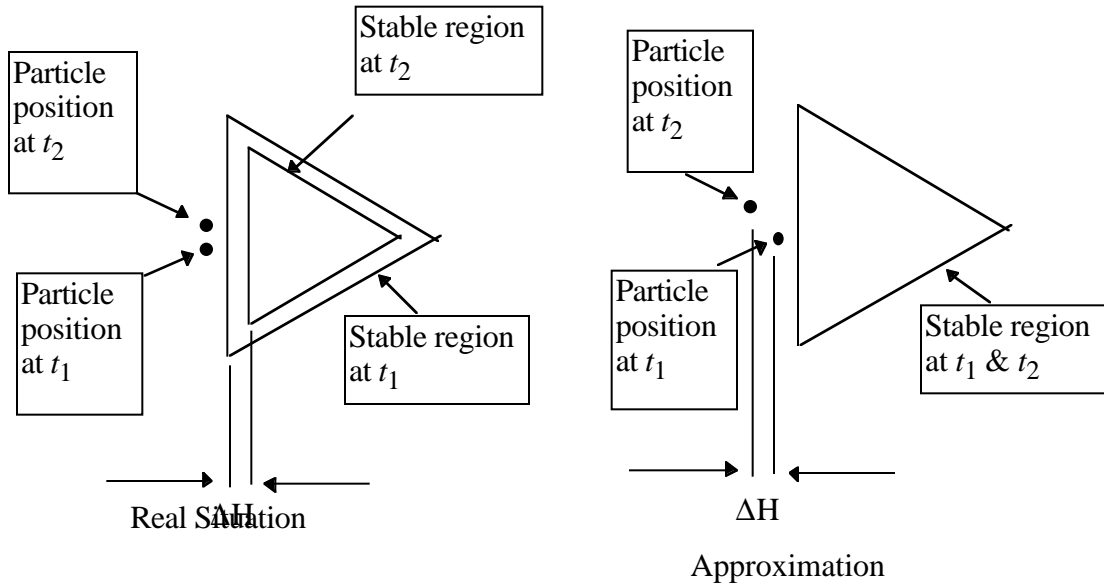 Stable region
at t2
Particle
position
at t2
Particle
position
at t1
Stable region
at t1
ΔH
Real Situation
Particle
position
at t2
Particle
position
at t1
Stable region
at t1 & t2
ΔH
Approximation